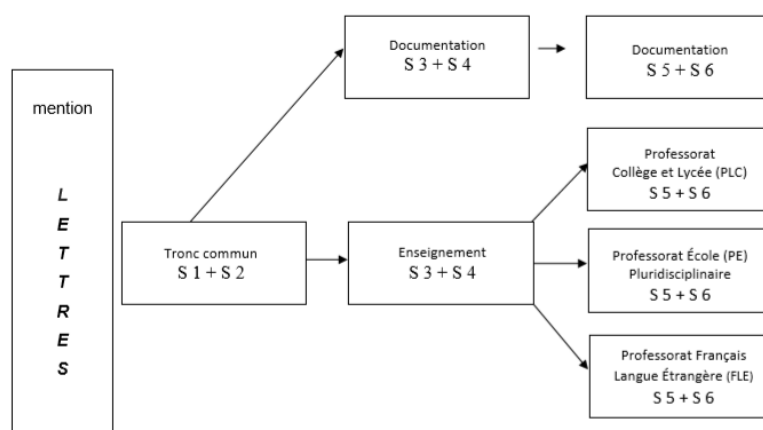 mention
L
E
T
T
R
E
S
Tronc commun
S 1 + S 2
Documentation
S 3 + S 4
Documentation
S 5 + S 6
Enseignement
S 3 + S 4
Professorat
Collège et Lycée (PLC)
S 5 + S 6
Professorat École (PE)
Pluridisciplinaire
S 5 + S 6
Professorat Français
Langue Étrangère (FLE)
S 5 + S 6